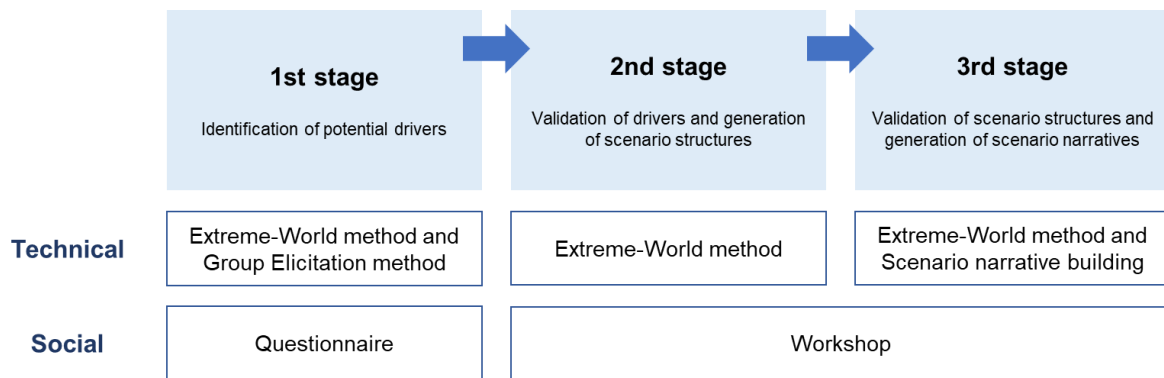 1st stage
Identification of potential drivers
2nd stage
Validation of drivers and generation
of scenario structures
3rd stage
Validation of scenario structures and
generation of scenario narratives
Technical
Extreme-World method and
Group Elicitation method
Extreme-World method
Extreme-World method and
Scenario narrative building
Social
Questionnaire
Workshop